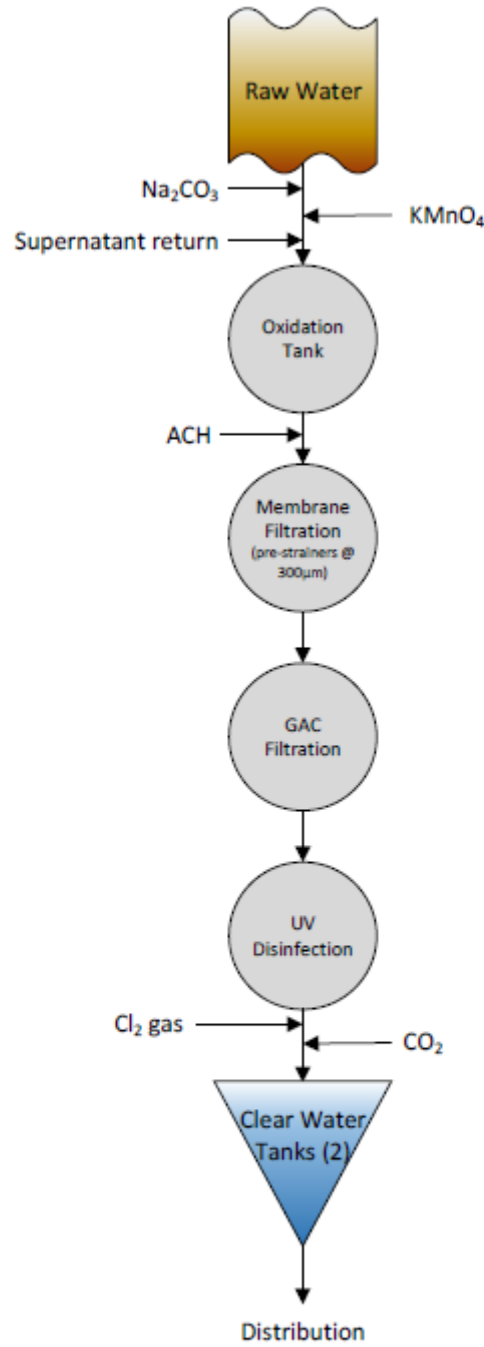 Raw Water
Na₂CO₃
KMnO₄
Supernatant return
Oxidation
Tank
ACH
Membrane
Filtration
(pre-strainers @
300µm)
GAC
Filtration
UV
Disinfection
Cl₂ gas
CO₂
Clear Water
Tanks (2)
Distribution